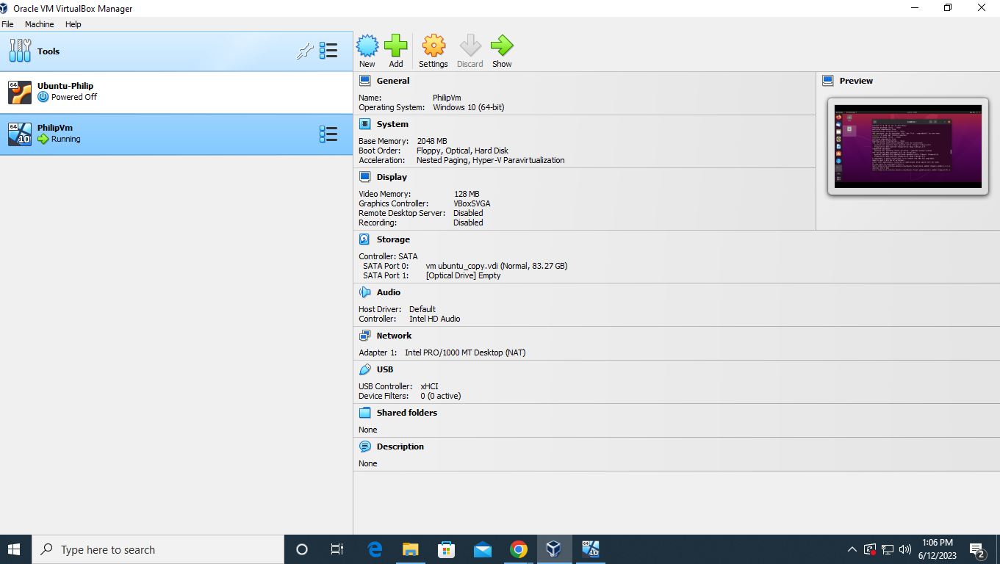 Oracle VM VirtualBox Manager
File Machine Help
Tools
New Add Settings Discard Show
64
Ubuntu-Philip
Powered Off
64
10
PhilipVm
Running
General
Name: PhilipVm
Operating System: Windows 10 (64-bit)
Preview
System
Base Memory: 2048 MB
Boot Order: Floppy, Optical, Hard Disk
Acceleration: Nested Paging, Hyper-V Paravirtualization
Display
Video Memory: 128 MB
Graphics Controller: VBoxSVGA
Remote Desktop Server: Disabled
Recording: Disabled
Storage
Controller: SATA
SATA Port 0: vm ubuntu_copy.vdi (Normal, 83.27 GB)
SATA Port 1: [Optical Drive] Empty
Audio
Host Driver: Default
Controller: Intel HD Audio
Network
Adapter 1: Intel PRO/1000 MT Desktop (NAT)
USB
USB Controller: xHCI
Device Filters: 0 (0 active)
Shared folders
None
Description
None
Type here to search
64
10
1:06 PM
6/12/2023
2